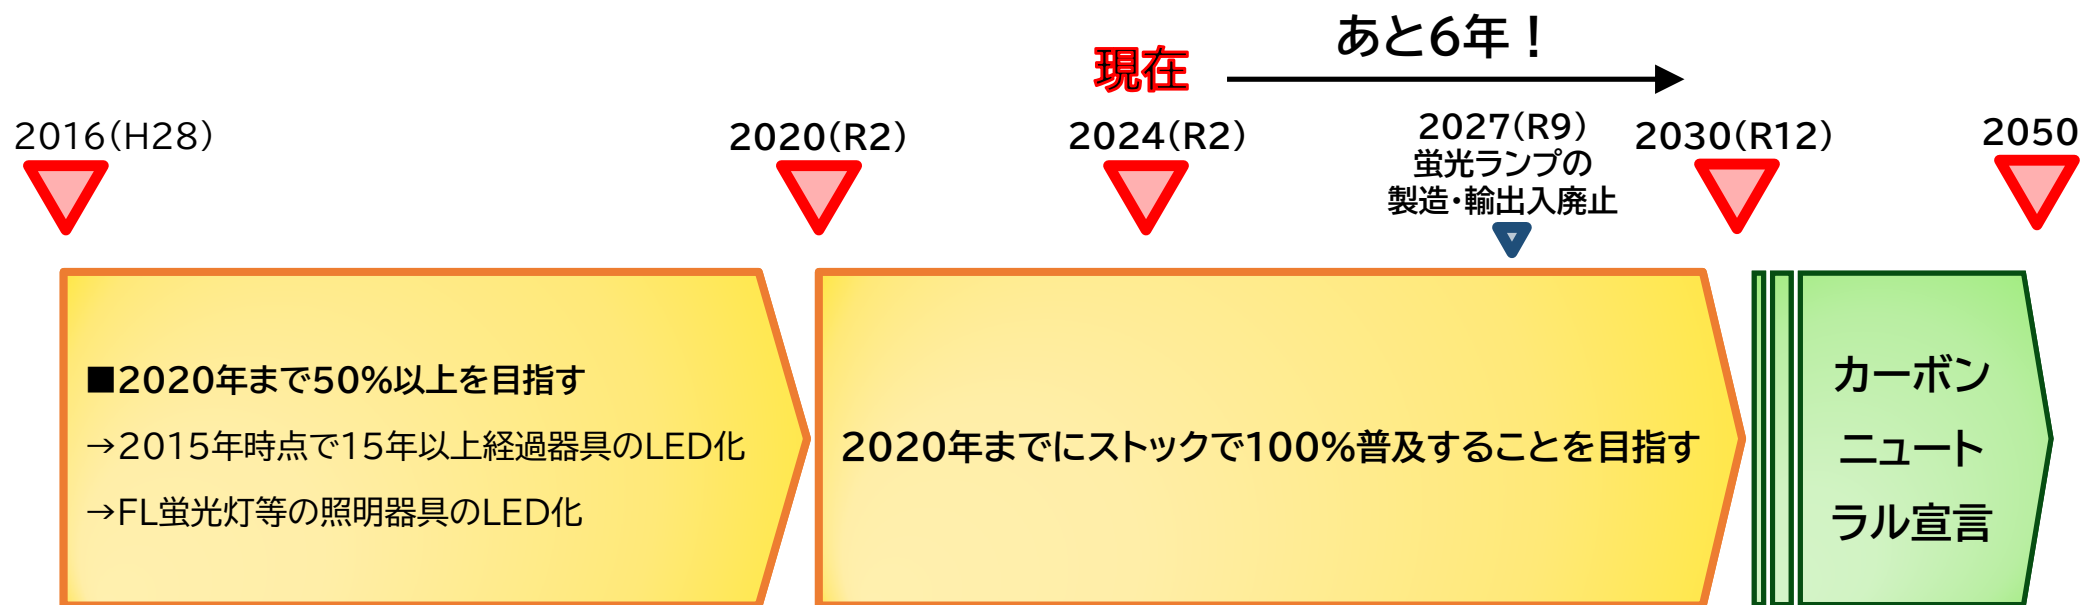 あと6年！
現在
2016(H28)
2020(R2)
2024(R2)
2027(R9)
蛍光ランプの
製造・輸出入廃止
2030(R12)
2050
■2020年まで50%以上を目指す
→2015年時点で15年以上経過器具のLED化
→FL蛍光灯等の照明器具のLED化
2020年までにストックで100%普及することを目指す
カーボン
ニュート
ラル宣言